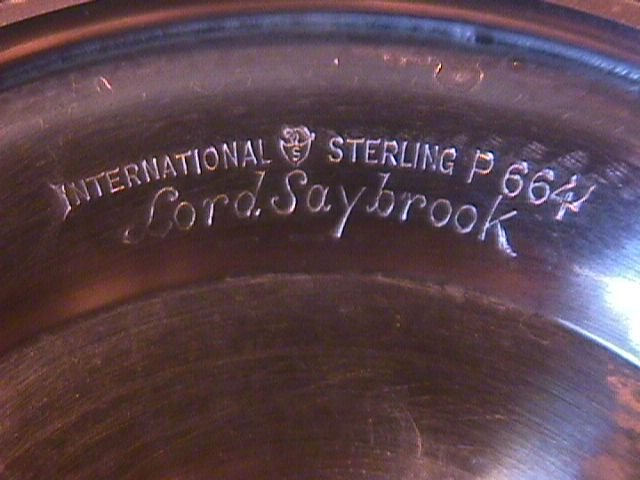 INTERNATIONAL S STERLING P 664
Lord Saybrook